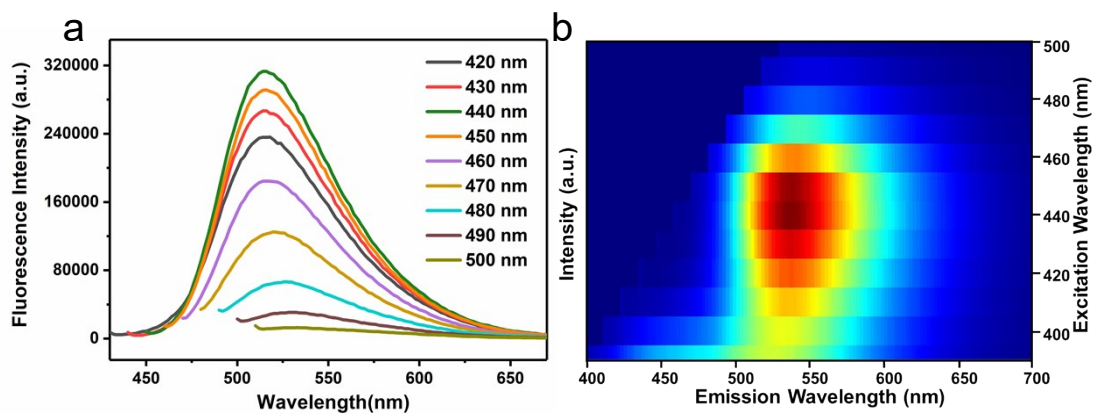 a
Fluorescence Intensity (a.u.)
320000
240000
160000
80000
0
450
500
550
600
650
Wavelength(nm)
420 nm
430 nm
440 nm
450 nm
460 nm
470 nm
480 nm
490 nm
500 nm
b
Intensity (a.u.)
500
480
460
440
420
400
Excitation Wavelength (nm)
400
450
500
550
600
650
700
Emission Wavelength (nm)